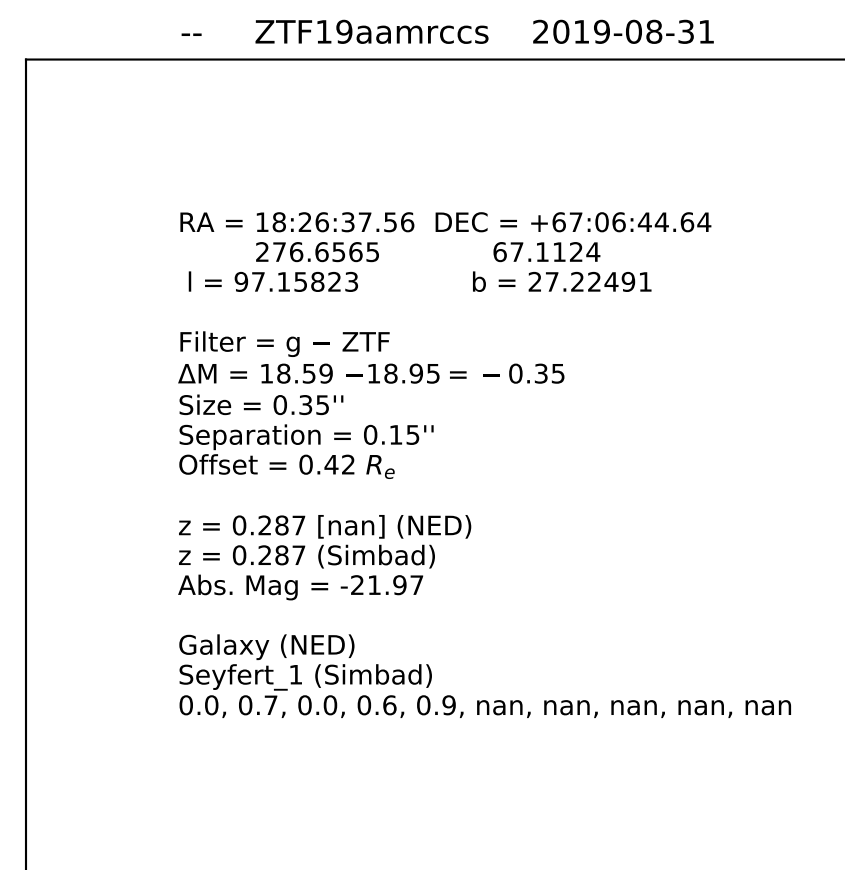 -- ZTF19aamrccs 2019-08-31
RA = 18:26:37.56 DEC = +67:06:44.64
276.6565 67.1124
l = 97.15823 b = 27.22491
Filter = g − ZTF
ΔM = 18.59 −18.95 = − 0.35
Size = 0.35''
Separation = 0.15''
Offset = 0.42 Re
z = 0.287 [nan] (NED)
z = 0.287 (Simbad)
Abs. Mag = -21.97
Galaxy (NED)
Seyfert_1 (Simbad)
0.0, 0.7, 0.0, 0.6, 0.9, nan, nan, nan, nan, nan